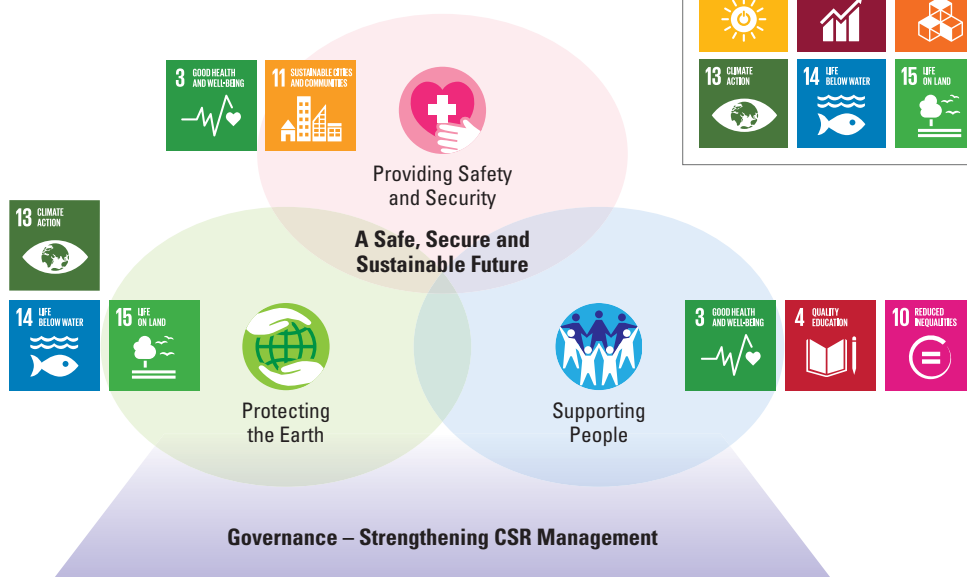 3 GOOD HEALTH
AND WELL-BEING
11 SUSTAINABLE CITIES
AND COMMUNITIES
13 CLIMATE
ACTION
14 LIFE
BELOW WATER
15 LIFE
ON LAND
Providing Safety
and Security
A Safe, Secure and
Sustainable Future
13 CLIMATE
ACTION
14 LIFE
BELOW WATER
15 LIFE
ON LAND
3 GOOD HEALTH
AND WELL-BEING
4 QUALITY
EDUCATION
10 REDUCED
INEQUALITIES
Protecting
the Earth
Supporting
People
Governance – Strengthening CSR Management